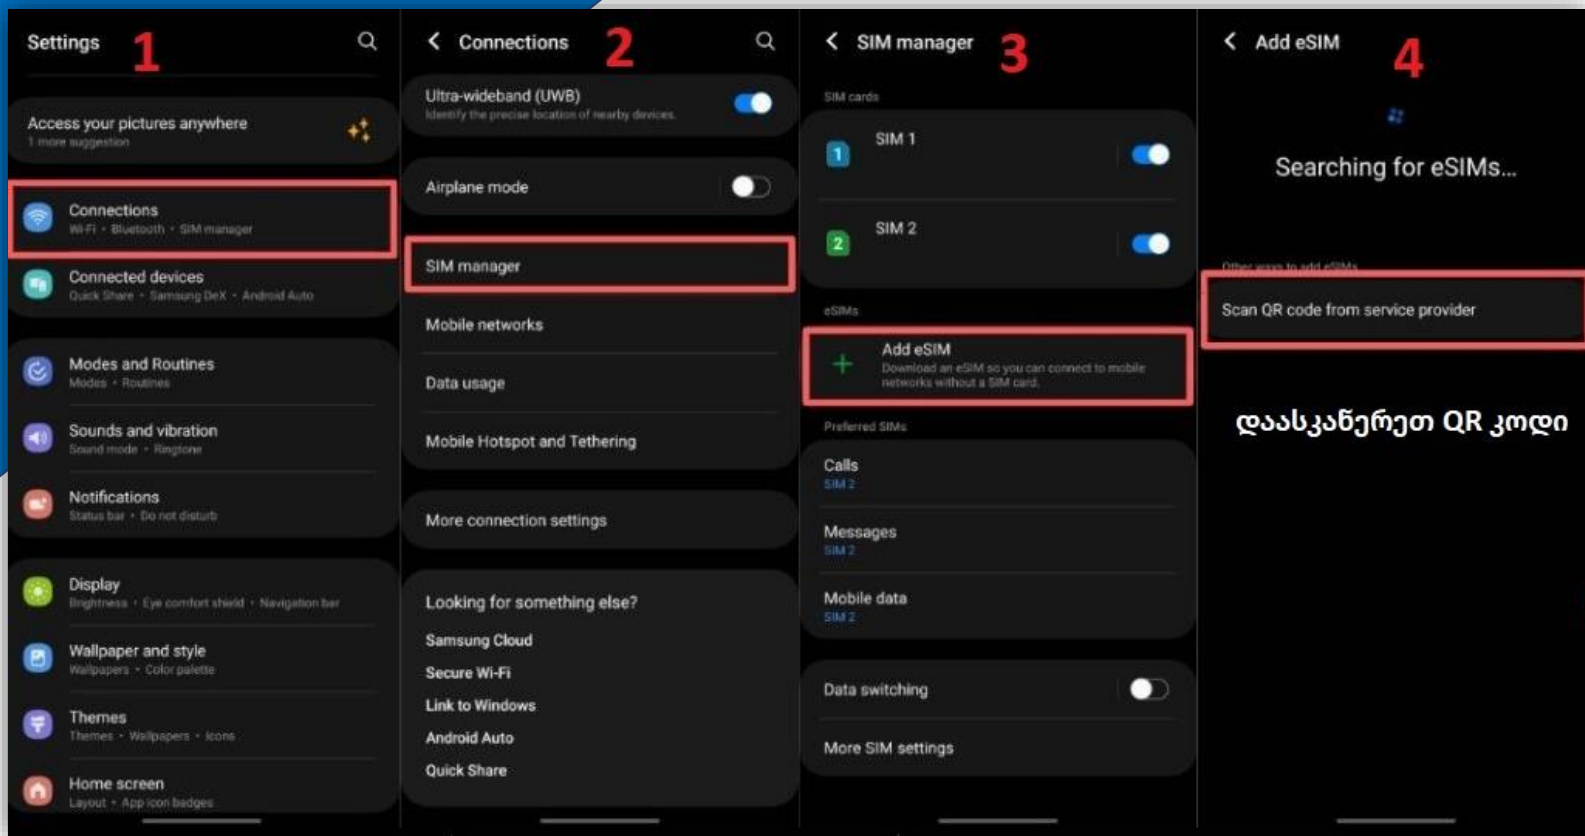 Settings 1
Access your pictures anywhere
1 more suggestion
Connections
Wi-Fi • Bluetooth • SIM manager
Connected devices
Quick Share • Samsung DeX • Android Auto
Modes and Routines
Modes • Routines
Sounds and vibration
Sound mode • Ringtone
Notifications
Status bar • Do not disturb
Display
Brightness • Eye comfort shield • Navigation bar
Wallpaper and style
Wallpapers • Color palette
Themes
Themes • Wallpapers • Icons
Home screen
Layout • App icon badges
Connections 2
Ultra-wideband (UWB)
Identify the precise location of nearby devices.
Airplane mode
SIM manager
Mobile networks
Data usage
Mobile Hotspot and Tethering
More connection settings
Looking for something else?
Samsung Cloud
Secure Wi-Fi
Link to Windows
Android Auto
Quick Share
SIM manager 3
SIM cards
1 SIM 1
2 SIM 2
eSIMs
Add eSIM
Download an eSIM so you can connect to mobile
networks without a SIM card.
Preferred SIMs
Calls
SIM 2
Messages
SIM 2
Mobile data
SIM 2
Data switching
More SIM settings
Add eSIM 4
Searching for eSIMs...
Other ways to add eSIMs
Scan QR code from service provider
დაასკანერეთ QR კოდი